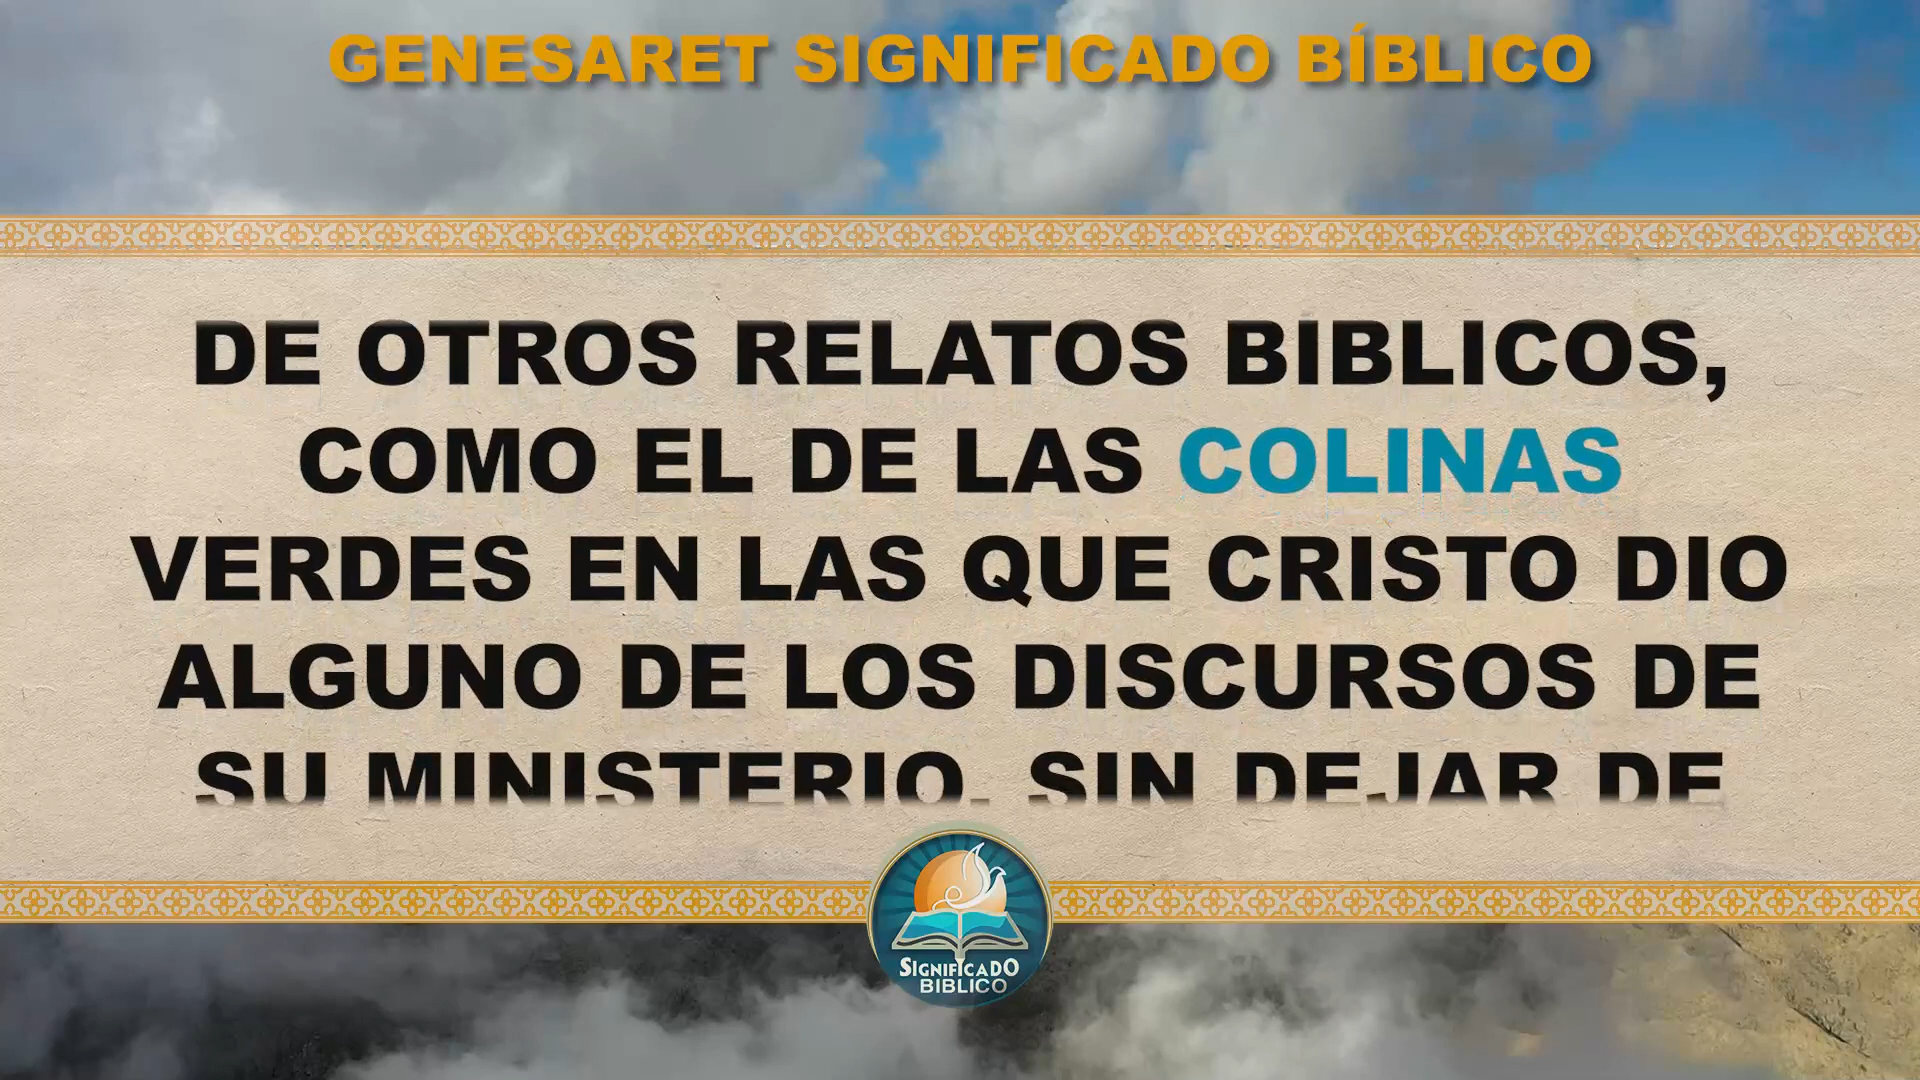 GENESARET SIGNIFICADO BÍBLICO
DE OTROS RELATOS BIBLICOS,
COMO EL DE LAS COLINAS
VERDES EN LAS QUE CRISTO DIO
ALGUNO DE LOS DISCURSOS DE
SU MINISTERIO. SIN DEJAR DE
SIGNIFICADO
BIBLICO